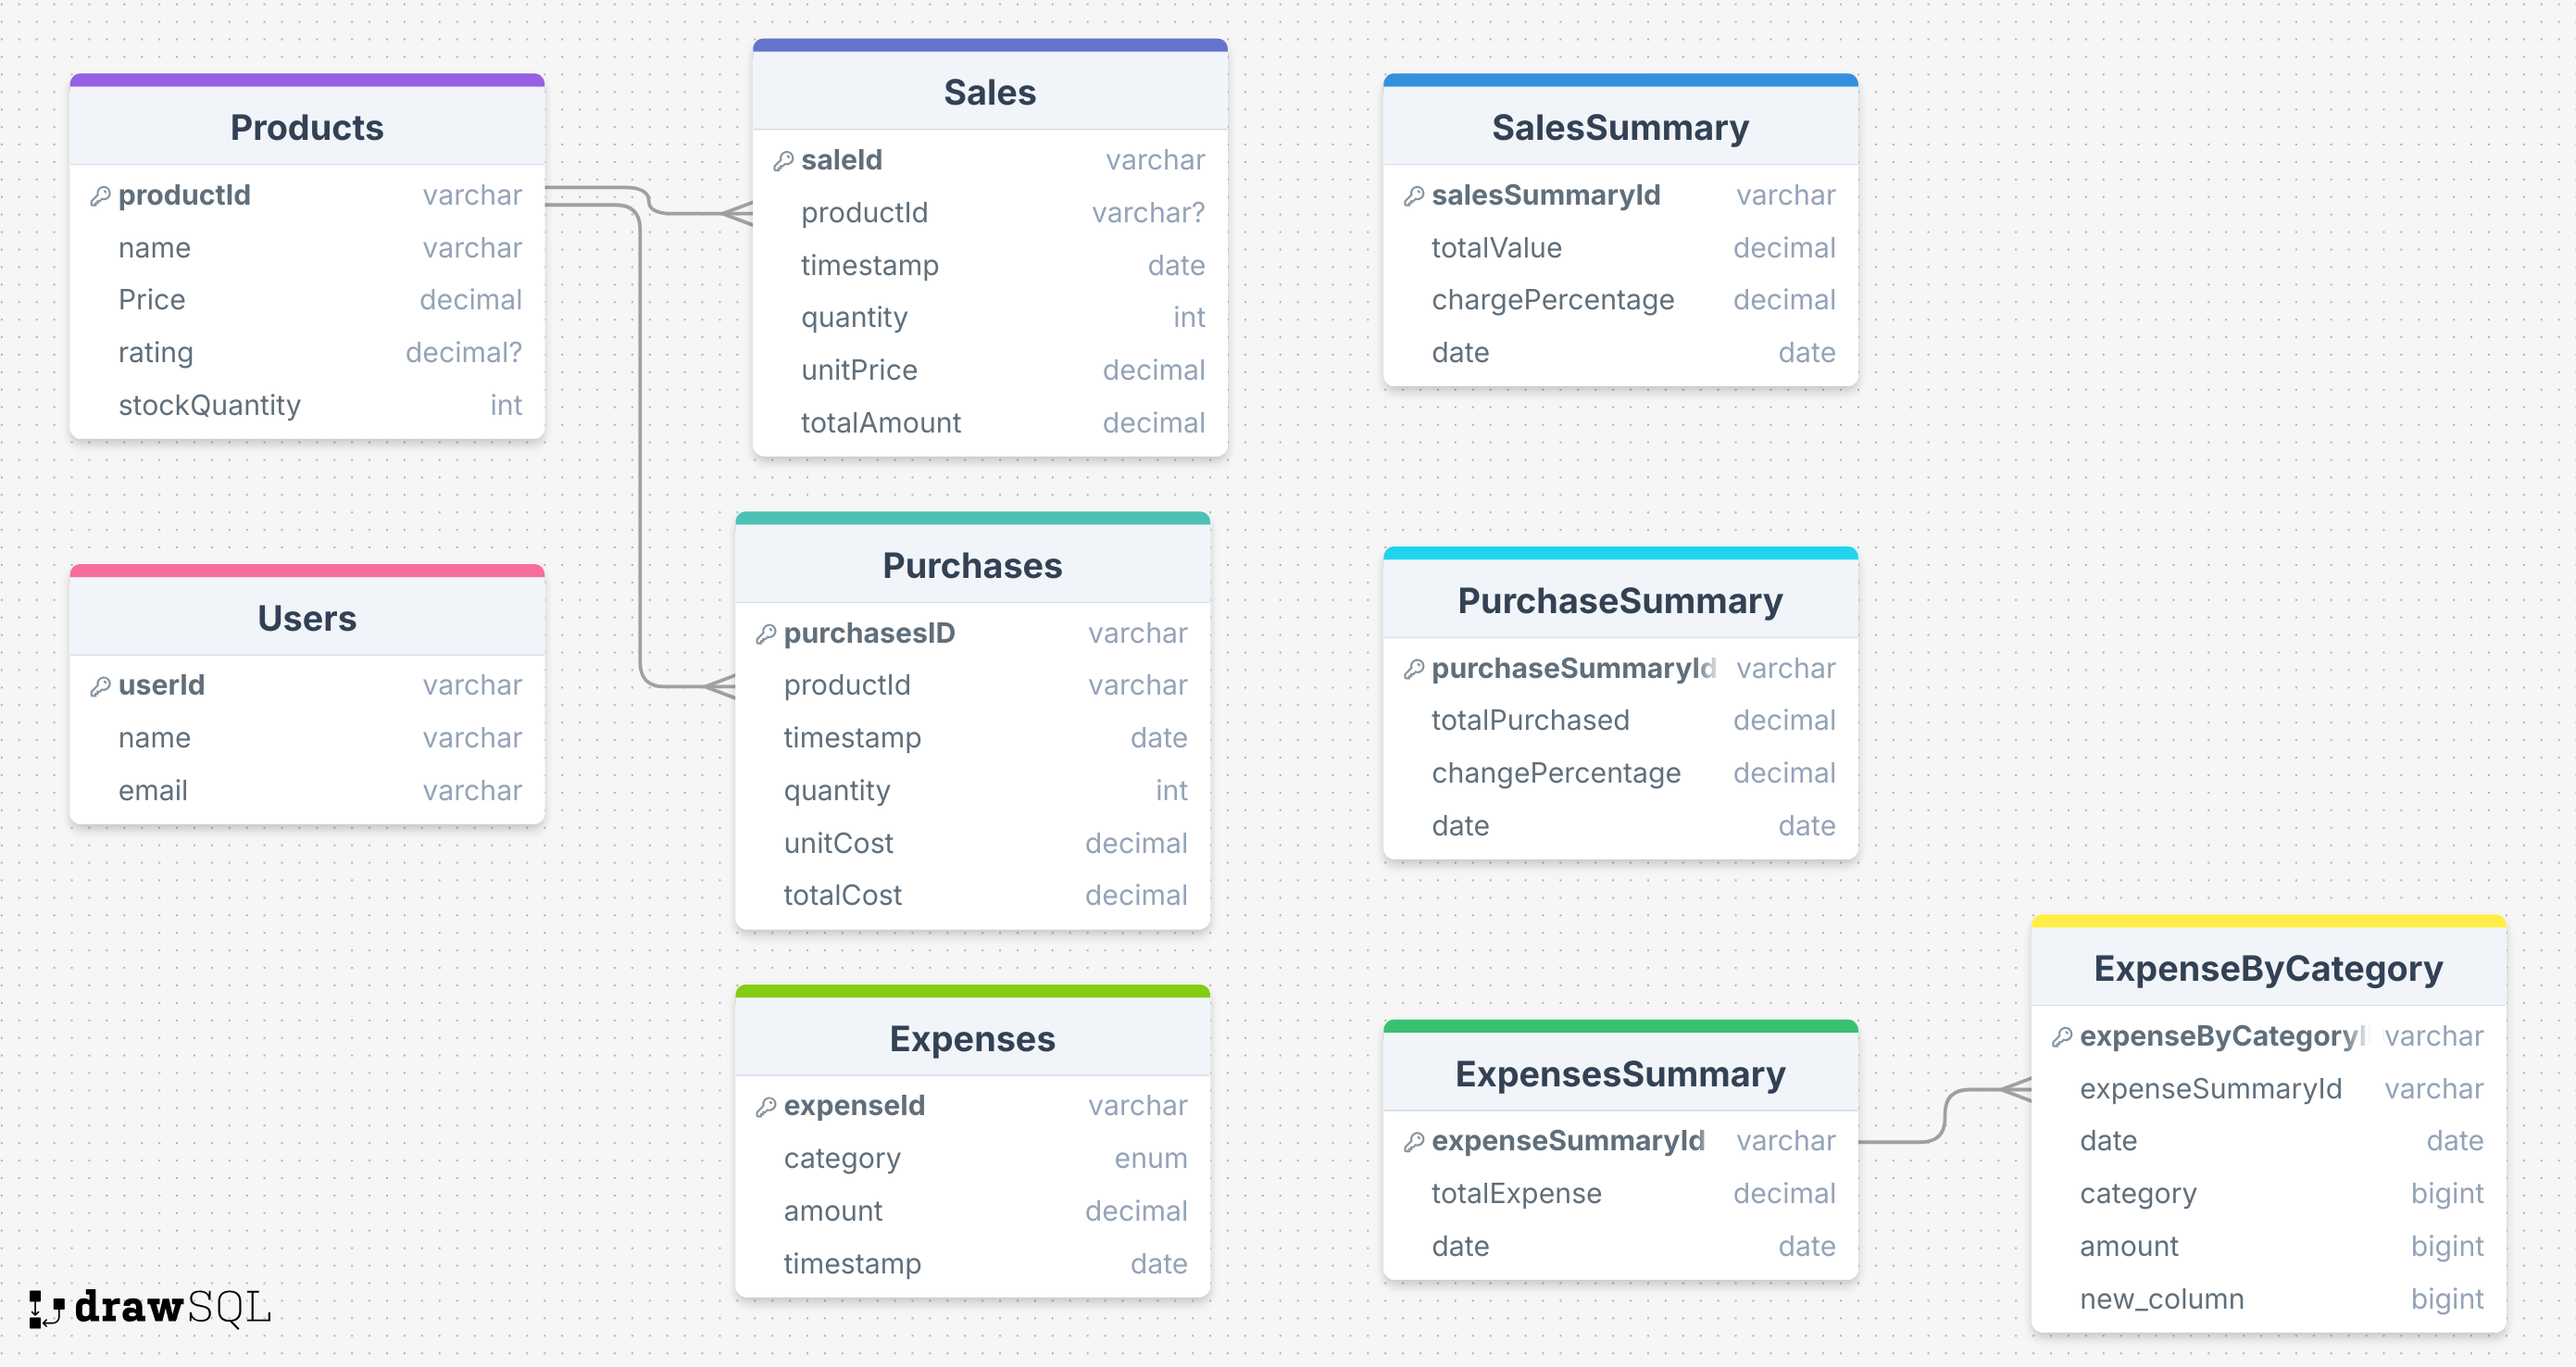 Products
productId varchar
name varchar
Price decimal
rating decimal?
stockQuantity int
Users
userId varchar
name varchar
email varchar
Sales
saleId varchar
productId varchar?
timestamp date
quantity int
unitPrice decimal
totalAmount decimal
Purchases
purchasesID varchar
productId varchar
timestamp date
quantity int
unitCost decimal
totalCost decimal
Expenses
expenseId varchar
category enum
amount decimal
timestamp date
SalesSummary
salesSummaryId varchar
totalValue decimal
chargePercentage decimal
date date
PurchaseSummary
purchaseSummaryId varchar
totalPurchased decimal
changePercentage decimal
date date
ExpensesSummary
expenseSummaryId varchar
totalExpense decimal
date date
ExpenseByCategory
expenseByCategoryI varchar
expenseSummaryId varchar
date date
category bigint
amount bigint
new_column bigint
drawSQL